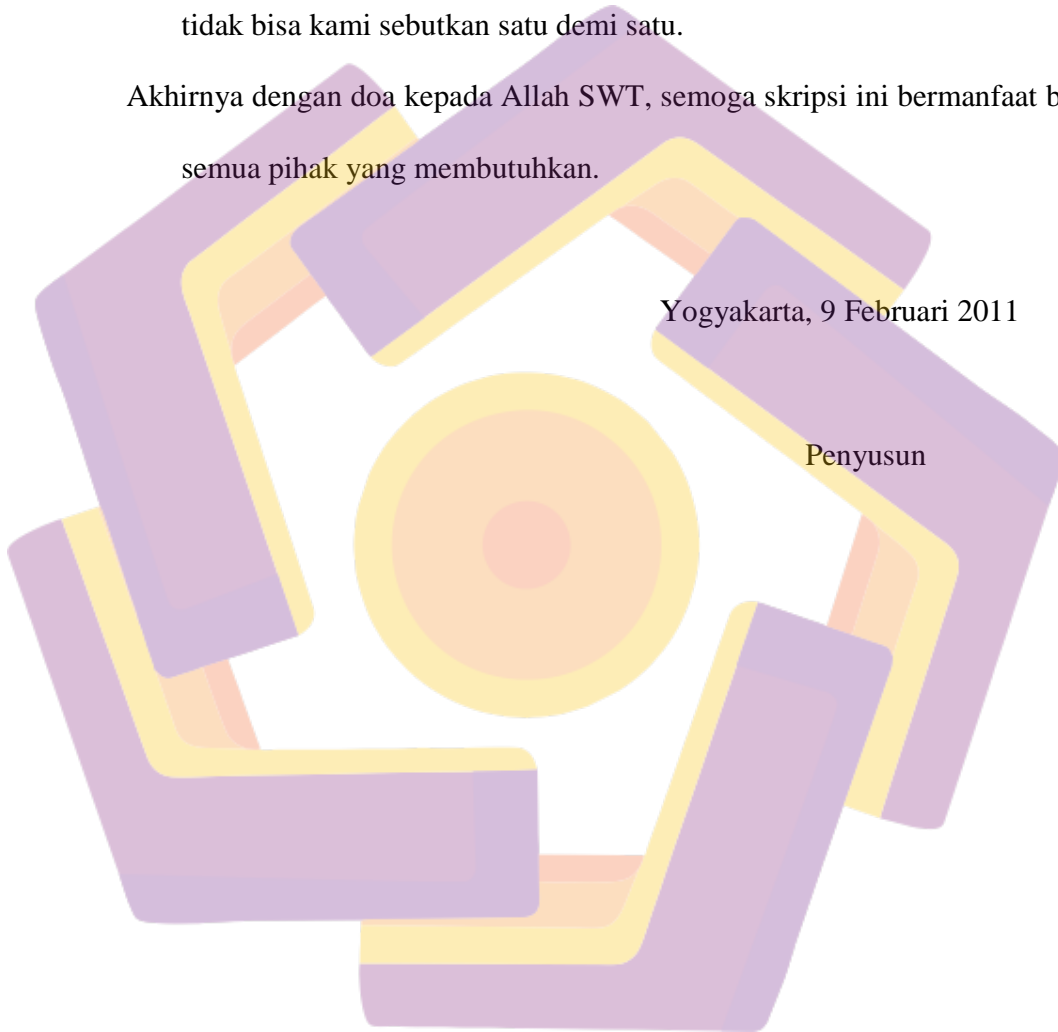 tidak bisa kami sebutkan satu demi satu.
Akhirnya dengan doa kepada Allah SWT, semoga skripsi ini bermanfaat
semua pihak yang membutuhkan.
Yogyakarta, 9 Februari 2011
Penyusun